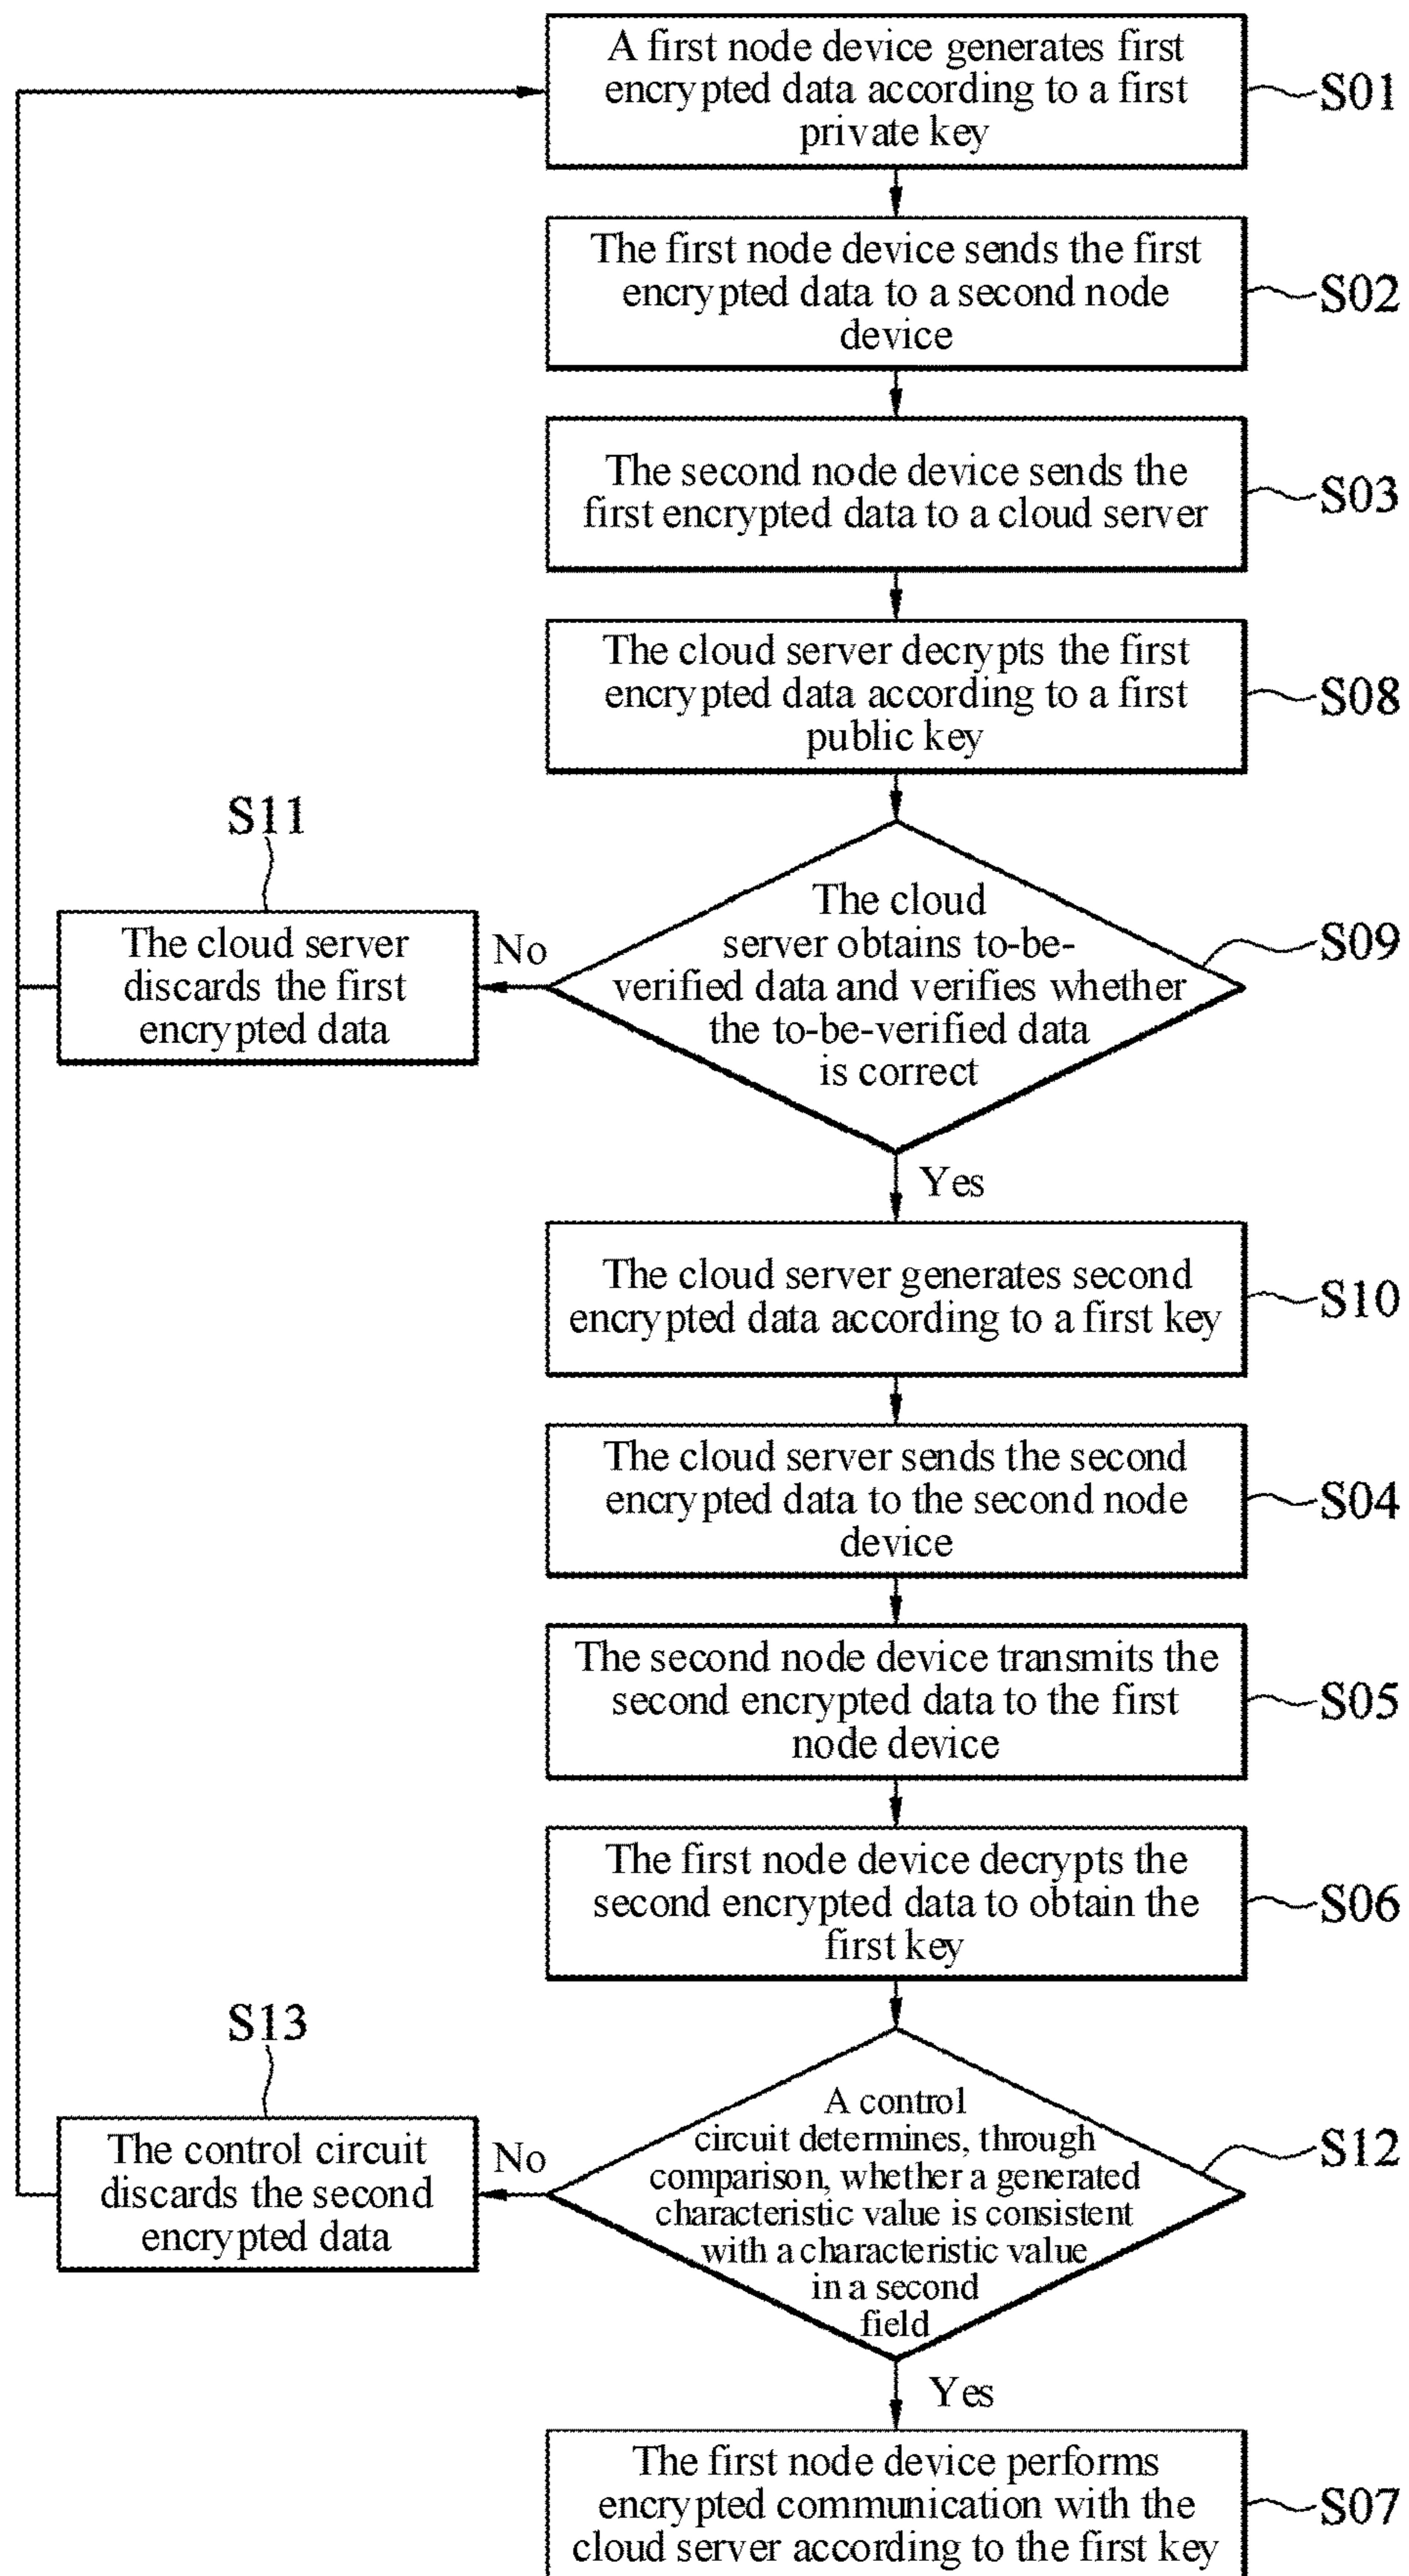 A first node device generates first
encrypted data according to a first
private key
S01
The first node device sends the first
encrypted data to a second node
device
S02
The second node device sends the
first encrypted data to a cloud server
S03
The cloud server decrypts the first
encrypted data according to a first
public key
S08
The cloud
server obtains to-be-
verified data and verifies whether
the to-be-verified data
is correct
S09
No
S11
The cloud server
discards the first
encrypted data
Yes
The cloud server generates second
encrypted data according to a first key
S10
The cloud server sends the second
encrypted data to the second node
device
S04
The second node device transmits the
second encrypted data to the first
node device
S05
The first node device decrypts the
second encrypted data to obtain the
first key
S06
A control
circuit determines, through
comparison, whether a generated
characteristic value is consistent
with a characteristic value
in a second
field
S12
No
S13
The control circuit
discards the second
encrypted data
Yes
The first node device performs
encrypted communication with the
cloud server according to the first key
S07